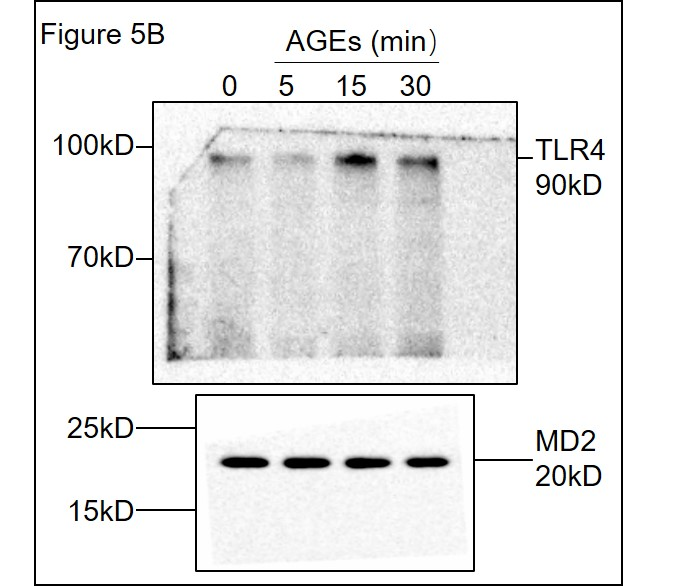 Figure 5B
AGEs (min)
0 5 15 30
100kD
TLR4
90kD
70kD
25kD
MD2
20kD
15kD